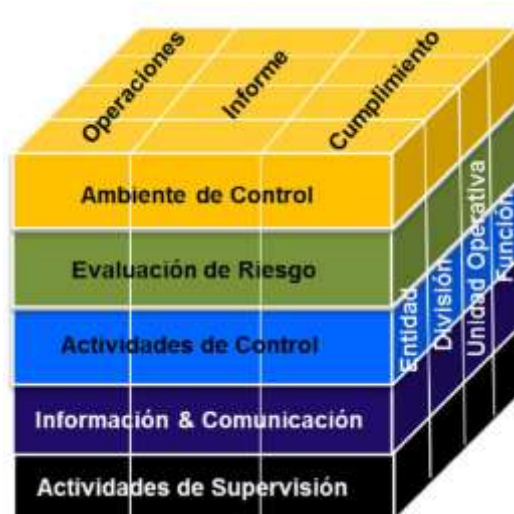 Operaciones
Informe
Cumplimiento
Ambiente de Control
Evaluación de Riesgo
Actividades de Control
Información & Comunicación
Actividades de Supervisión
Entidad
División
Unidad Operativa
Función